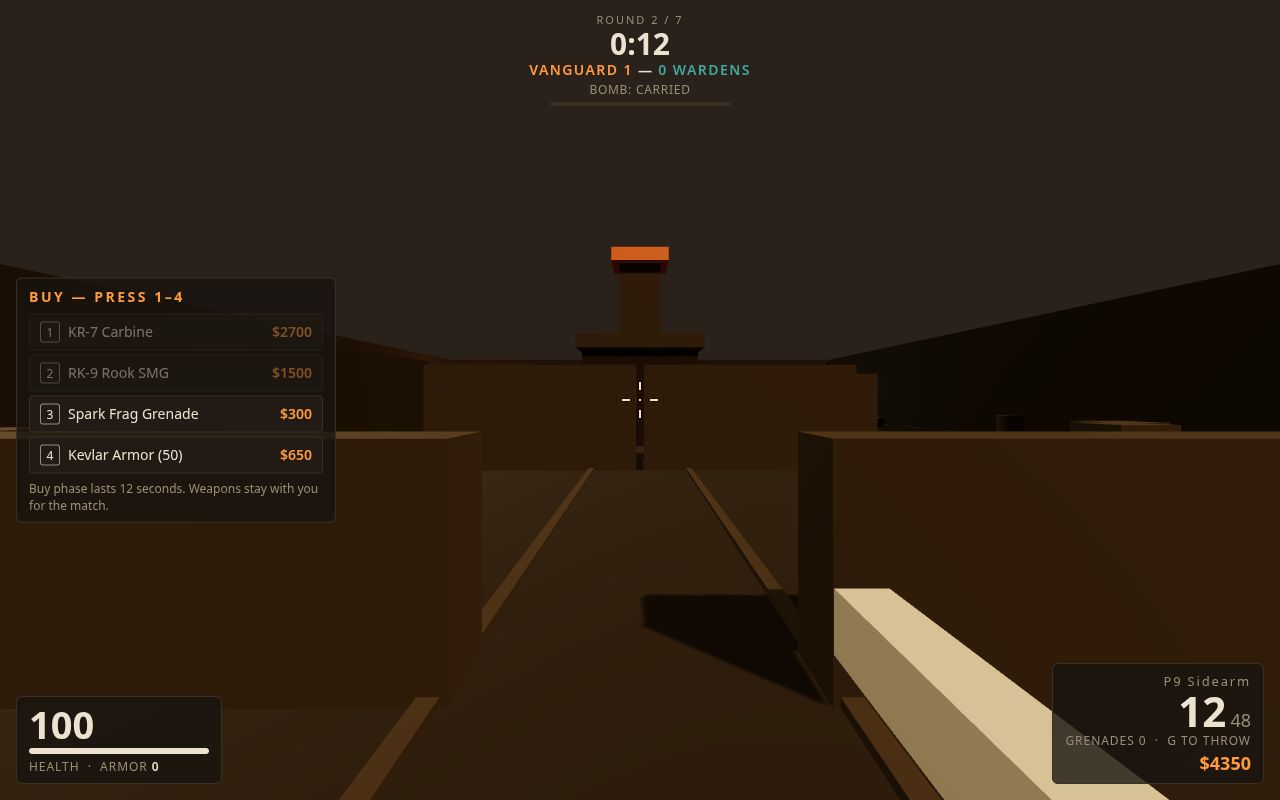 ROUND 2 / 7
0:12
VANGUARD 1 — 0 WARDENS
BOMB: CARRIED
BUY — PRESS 1–4
1 KR-7 Carbine $2700
2 RK-9 Rook SMG $1500
3 Spark Frag Grenade $300
4 Kevlar Armor (50) $650
Buy phase lasts 12 seconds. Weapons stay with you
for the match.
100
HEALTH · ARMOR 0
P9 Sidearm
12 48
GRENADES 0 · G TO THROW
$4350